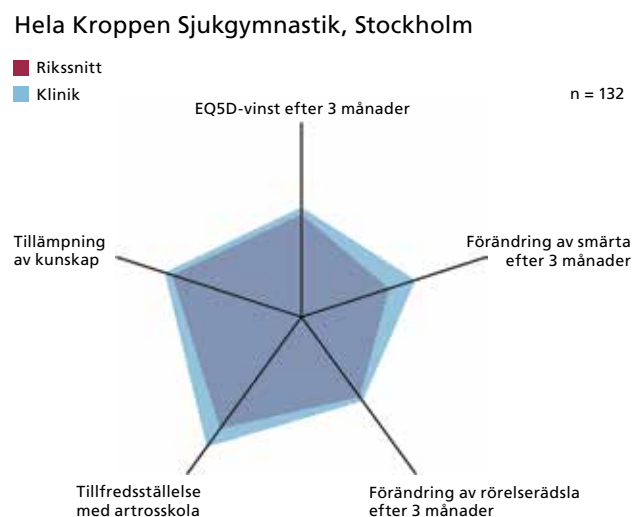 Hela Kroppen Sjukgymnastik, Stockholm
Rikssnitt
Klinik
n = 132
EQ5D-vinst efter 3 månader
Tillämpning
av kunskap
Förändring av smärta
efter 3 månader
Tillfredsställelse
med artrosskola
Förändring av rörelserädsla
efter 3 månader